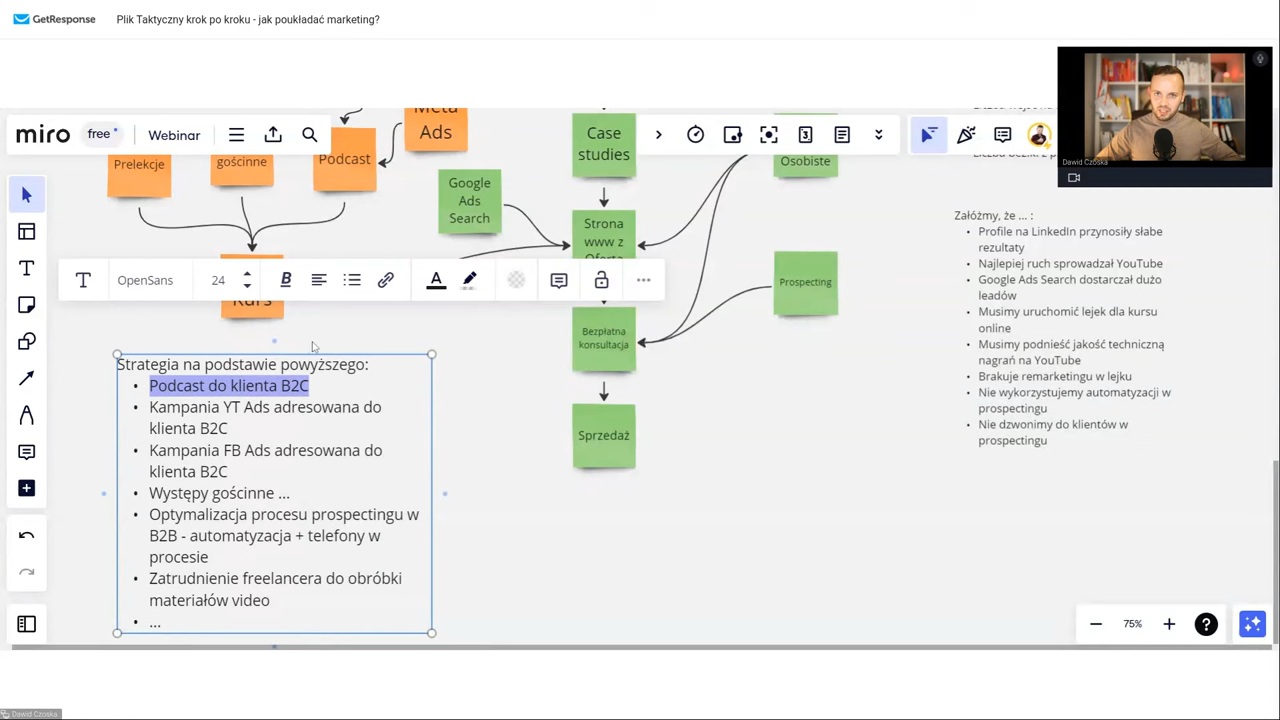 GetResponse
Plik Taktyczny krok po kroku - jak poukładać marketing?
miro
free
Webinar
Meta
Ads
Prelekcje
gościnne
Podcast
Kurs
Google
Ads
Search
Case
studies
Strona
www z
Ofertą
Bezpłatna
konsultacja
Sprzedaż
Osobiste
Prospecting
3
Dawid Czoska
OpenSans
24
B
A
Strategia na podstawie powyższego:
• Podcast do klienta B2C
• Kampania YT Ads adresowana do
klienta B2C
• Kampania FB Ads adresowana do
klienta B2C
• Występy gościnne ...
• Optymalizacja procesu prospectingu w
B2B - automatyzacja + telefony w
procesie
• Zatrudnienie freelancera do obróbki
materiałów video
• ...
Załóżmy, że ... :
• Profile na LinkedIn przynosiły słabe
rezultaty
• Najlepiej ruch sprowadzał YouTube
• Google Ads Search dostarczał dużo
leadów
• Musimy uruchomić lejek dla kursu
online
• Musimy podnieść jakość techniczną
nagrań na YouTube
• Brakuje remarketingu w lejku
• Nie wykorzystujemy automatyzacji w
prospectingu
• Nie dzwonimy do klientów w
prospectingu
75%
Dawid Czoska